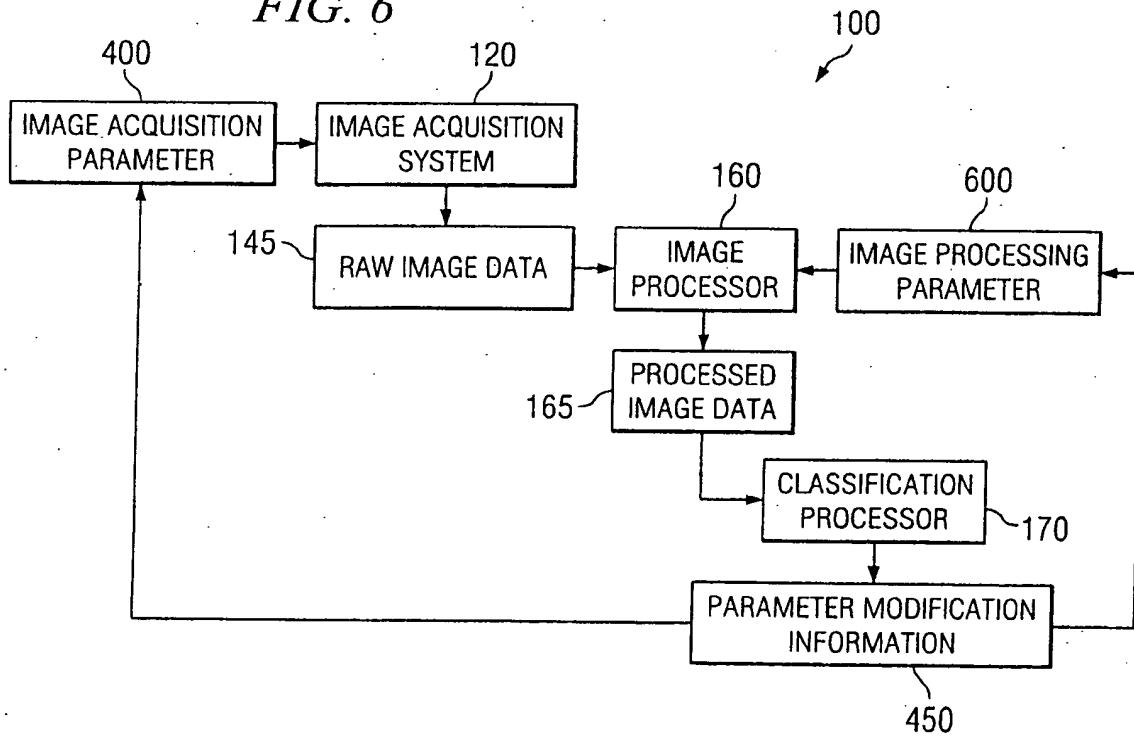 FIG. 6
100
400
120
IMAGE ACQUISITION
PARAMETER
IMAGE ACQUISITION
SYSTEM
160
600
145
RAW IMAGE DATA
IMAGE
PROCESSOR
IMAGE PROCESSING
PARAMETER
165
PROCESSED
IMAGE DATA
CLASSIFICATION
PROCESSOR
170
PARAMETER MODIFICATION
INFORMATION
450